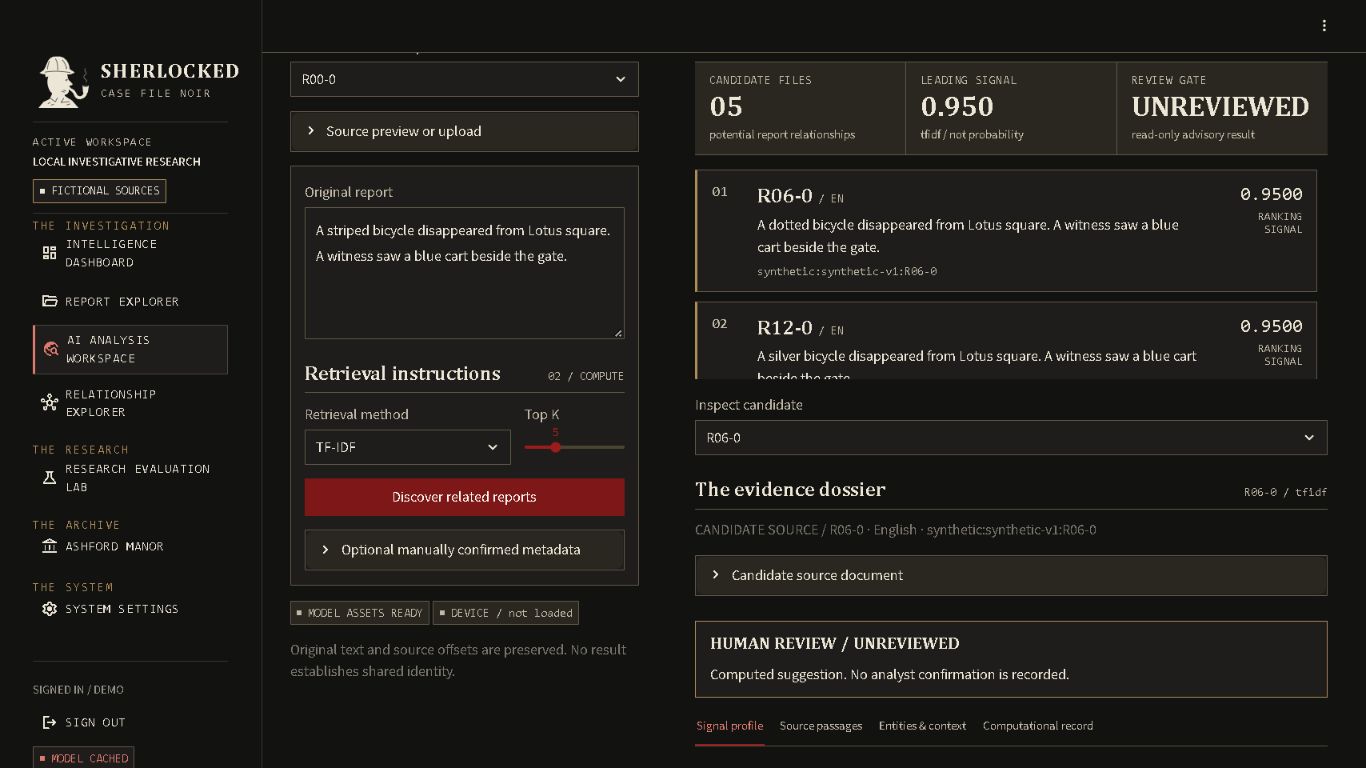 SHERLOCKED
CASE FILE NOIR
ACTIVE WORKSPACE
LOCAL INVESTIGATIVE RESEARCH
FICTIONAL SOURCES
THE INVESTIGATION
INTELLIGENCE
DASHBOARD
REPORT EXPLORER
AI ANALYSIS
WORKSPACE
RELATIONSHIP
EXPLORER
THE RESEARCH
RESEARCH EVALUATION
LAB
THE ARCHIVE
ASHFORD MANOR
THE SYSTEM
SYSTEM SETTINGS
SIGNED IN / DEMO
SIGN OUT
MODEL CACHED
R00-0
Source preview or upload
Original report
A striped bicycle disappeared from Lotus square.
A witness saw a blue cart beside the gate.
Retrieval instructions
02 / COMPUTE
Retrieval method
Top K
5
TF-IDF
Discover related reports
Optional manually confirmed metadata
MODEL ASSETS READY
DEVICE / not loaded
Original text and source offsets are preserved. No result
establishes shared identity.
CANDIDATE FILES
05
potential report relationships
LEADING SIGNAL
0.950
tfidf / not probability
REVIEW GATE
UNREVIEWED
read-only advisory result
01
R06-0 / EN
A dotted bicycle disappeared from Lotus square. A witness saw a blue
cart beside the gate.
synthetic:synthetic-v1:R06-0
0.9500
RANKING
SIGNAL
02
R12-0 / EN
A silver bicycle disappeared from Lotus square. A witness saw a blue cart
beside the gate.
0.9500
RANKING
SIGNAL
Inspect candidate
R06-0
The evidence dossier
R06-0 / tfidf
CANDIDATE SOURCE / R06-0 · English · synthetic:synthetic-v1:R06-0
Candidate source document
HUMAN REVIEW / UNREVIEWED
Computed suggestion. No analyst confirmation is recorded.
Signal profile
Source passages
Entities & context
Computational record